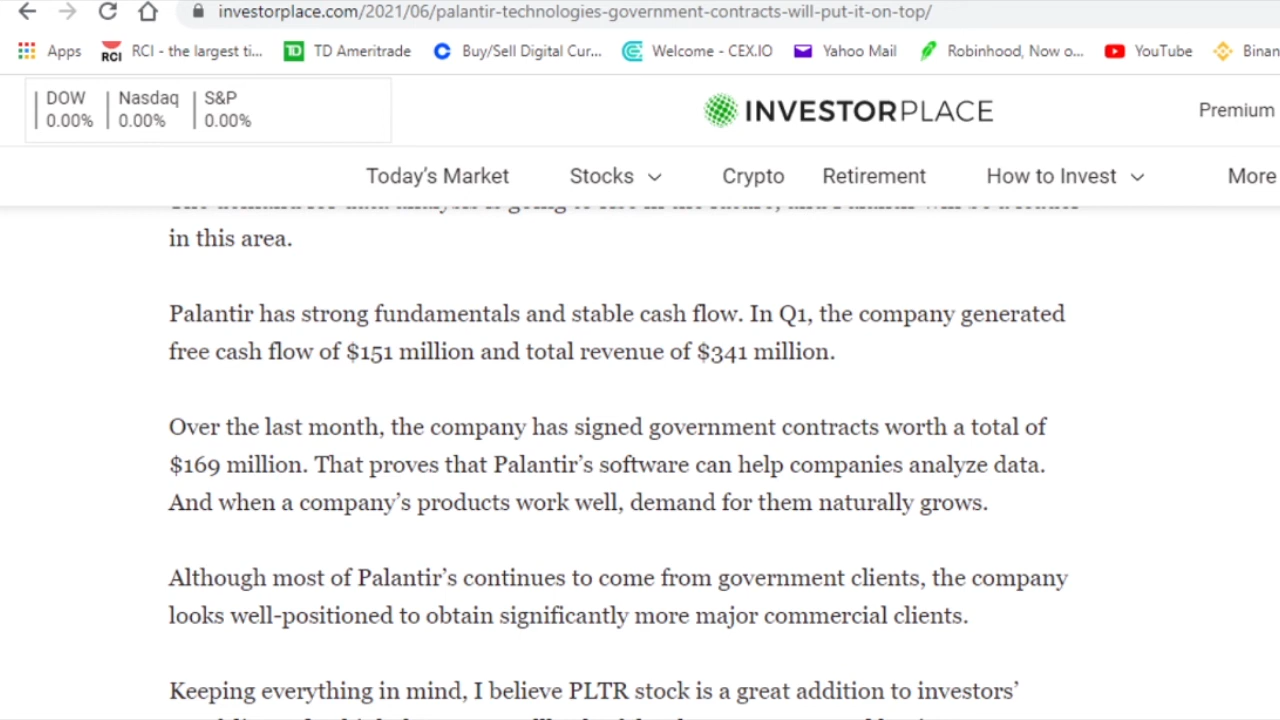 investorplace.com/2021/06/palantir-technologies-government-contracts-will-put-it-on-top/
Apps RCI - the largest ti... TD Ameritrade Buy/Sell Digital Cur... Welcome - CEX.IO Yahoo Mail Robinhood, Now o... YouTube Binan
DOW Nasdaq S&P
0.00% 0.00% 0.00%
INVESTORPLACE
Premium
Today's Market Stocks Crypto Retirement How to Invest More
in this area.
Palantir has strong fundamentals and stable cash flow. In Q1, the company generated
free cash flow of $151 million and total revenue of $341 million.
Over the last month, the company has signed government contracts worth a total of
$169 million. That proves that Palantir's software can help companies analyze data.
And when a company's products work well, demand for them naturally grows.
Although most of Palantir's continues to come from government clients, the company
looks well-positioned to obtain significantly more major commercial clients.
Keeping everything in mind, I believe PLTR stock is a great addition to investors'